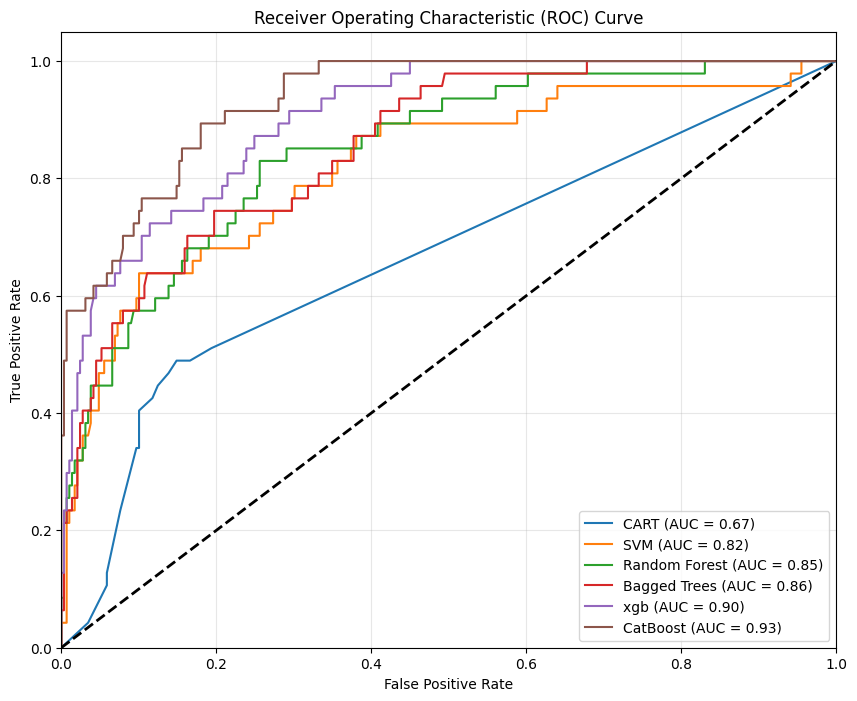 Receiver Operating Characteristic (ROC) Curve
True Positive Rate
1.0
0.8
0.6
0.4
0.2
0.0
0.0 0.2 0.4 0.6 0.8 1.0
False Positive Rate
CART (AUC = 0.67)
SVM (AUC = 0.82)
Random Forest (AUC = 0.85)
Bagged Trees (AUC = 0.86)
xgb (AUC = 0.90)
CatBoost (AUC = 0.93)